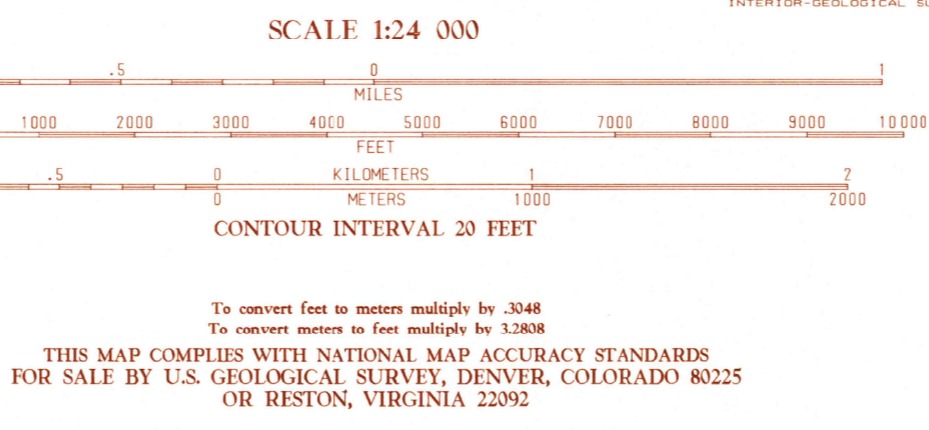 INTERIOR-GEOLOGICAL
SCALE 1:24 000
.5 0 1
MILES
1000 2000 3000 4000 5000 6000 7000 8000 9000 10000
FEET
.5 0 KILOMETERS 1 2
0 METERS 1000 2000
CONTOUR INTERVAL 20 FEET
To convert feet to meters multiply by .3048
To convert meters to feet multiply by 3.2808
THIS MAP COMPLIES WITH NATIONAL MAP ACCURACY STANDARDS
FOR SALE BY U.S. GEOLOGICAL SURVEY, DENVER, COLORADO 80225
OR RESTON, VIRGINIA 22092